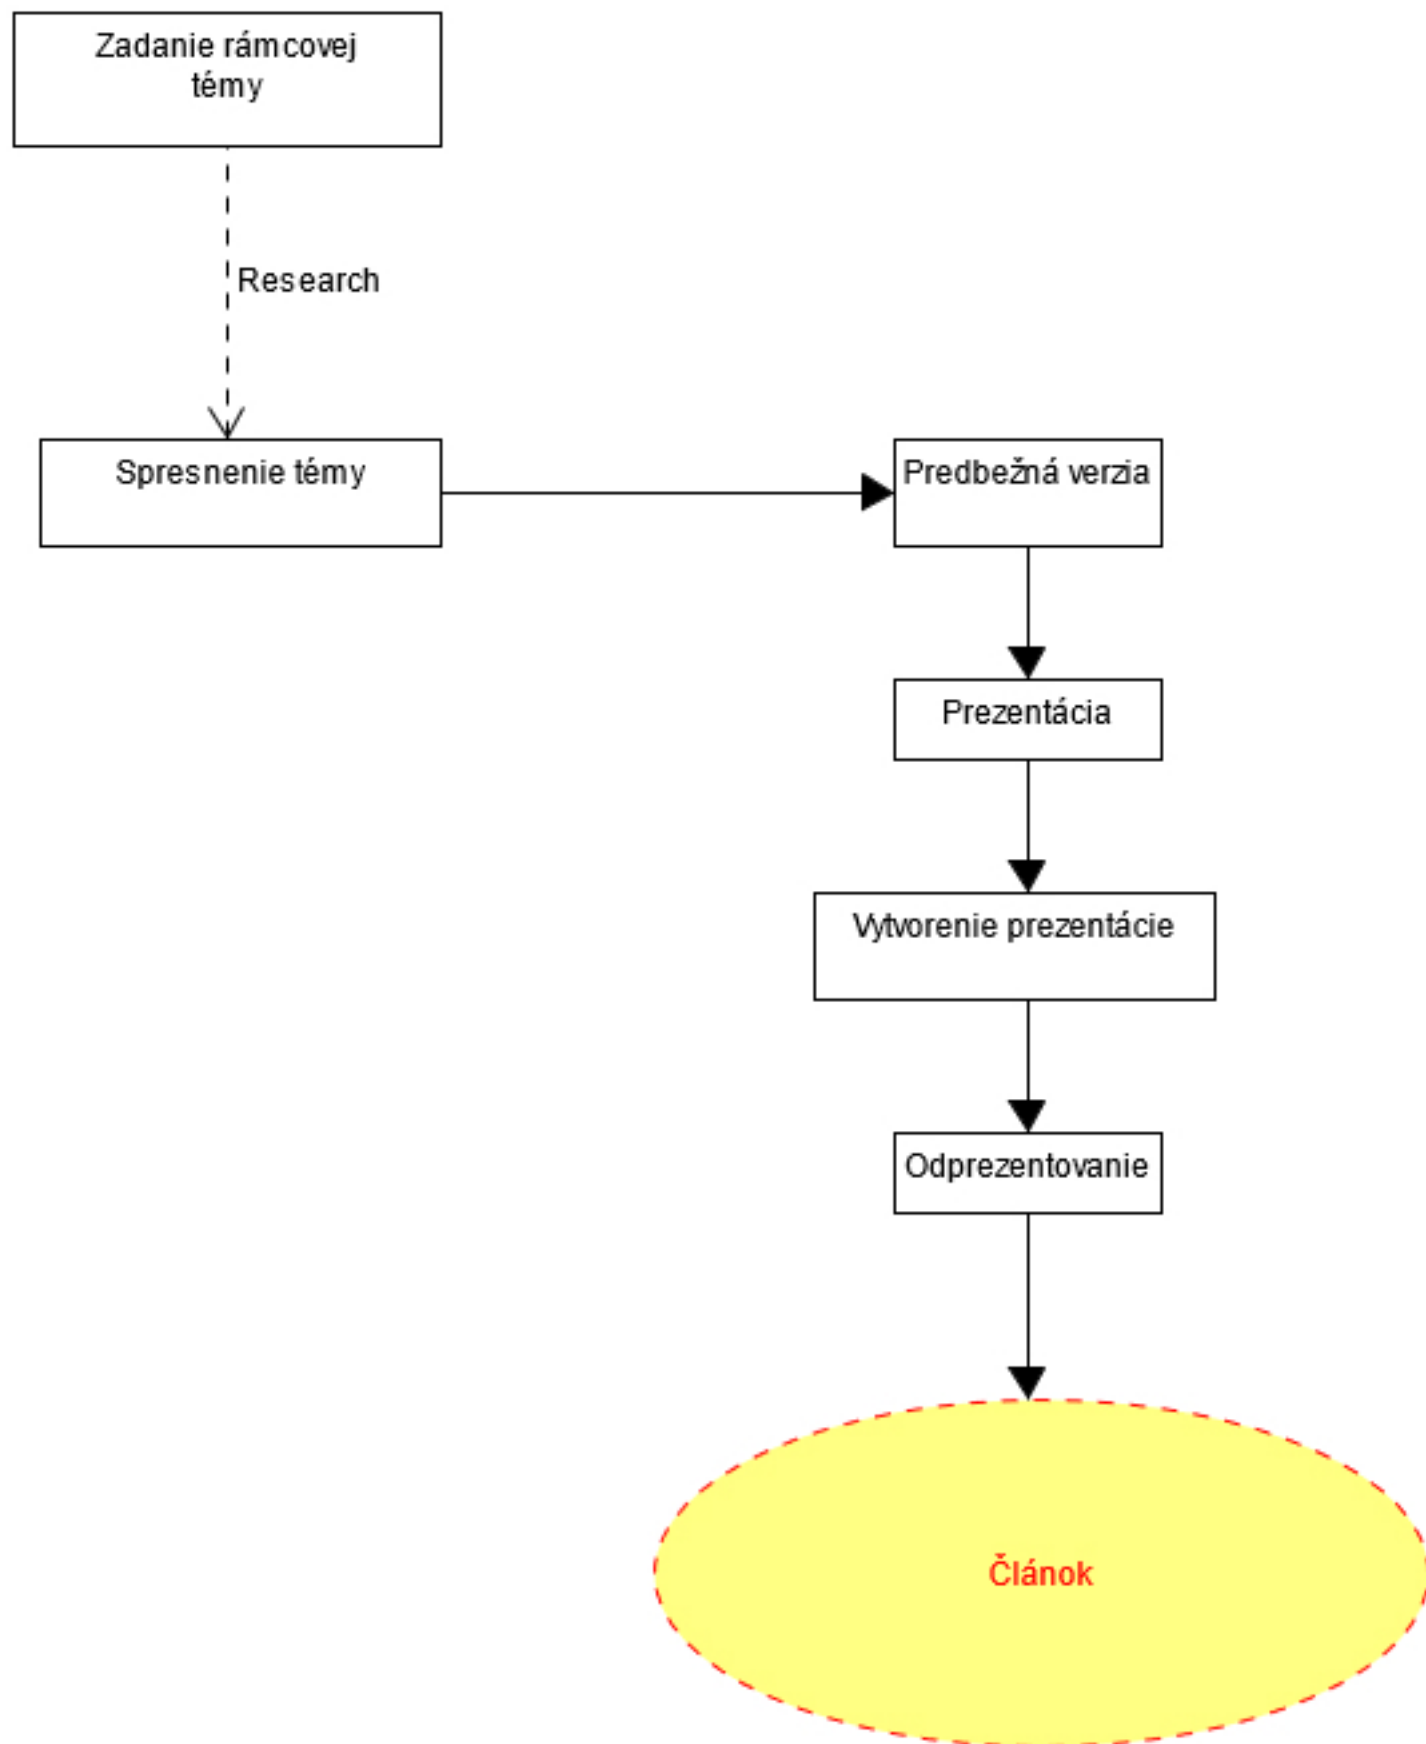 Zadanie rámcovej
témy
Research
Spresnenie témy
Predbežná verzia
Prezentácia
Vytvorenie prezentácie
Odprezentovanie
Článok